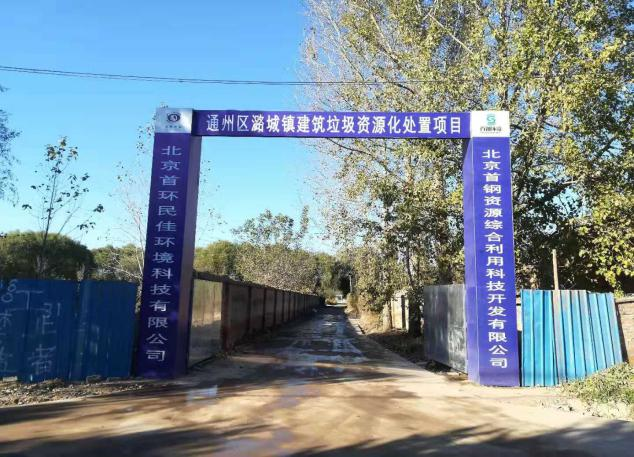 通州区潞城镇建筑垃圾资源化处置项目
北京首环民佳环境科技有限公司
北京首钢资源综合利用科技开发有限公司